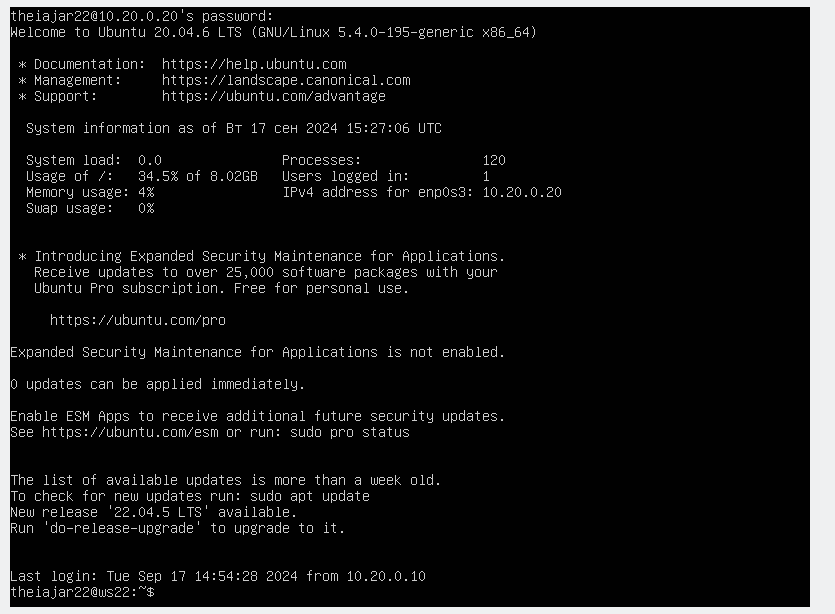 theiajar22@10.20.0.20's password:
Welcome to Ubuntu 20.04.6 LTS (GNU/Linux 5.4.0-195-generic x86_64)
* Documentation:  https://help.ubuntu.com
* Management:     https://landscape.canonical.com
* Support:        https://ubuntu.com/advantage
System information as of Вт 17 сен 2024 15:27:06 UTC
System load:  0.0               Processes:               120
Usage of /:   34.5% of 8.02GB   Users logged in:         1
Memory usage: 4%                IPv4 address for enp0s3: 10.20.0.20
Swap usage:   0%
* Introducing Expanded Security Maintenance for Applications.
Receive updates to over 25,000 software packages with your
Ubuntu Pro subscription. Free for personal use.
https://ubuntu.com/pro
Expanded Security Maintenance for Applications is not enabled.
0 updates can be applied immediately.
Enable ESM Apps to receive additional future security updates.
See https://ubuntu.com/esm or run: sudo pro status
The list of available updates is more than a week old.
To check for new updates run: sudo apt update
New release '22.04.5 LTS' available.
Run 'do-release-upgrade' to upgrade to it.
Last login: Tue Sep 17 14:54:28 2024 from 10.20.0.10
theiajar22@ws22:~$